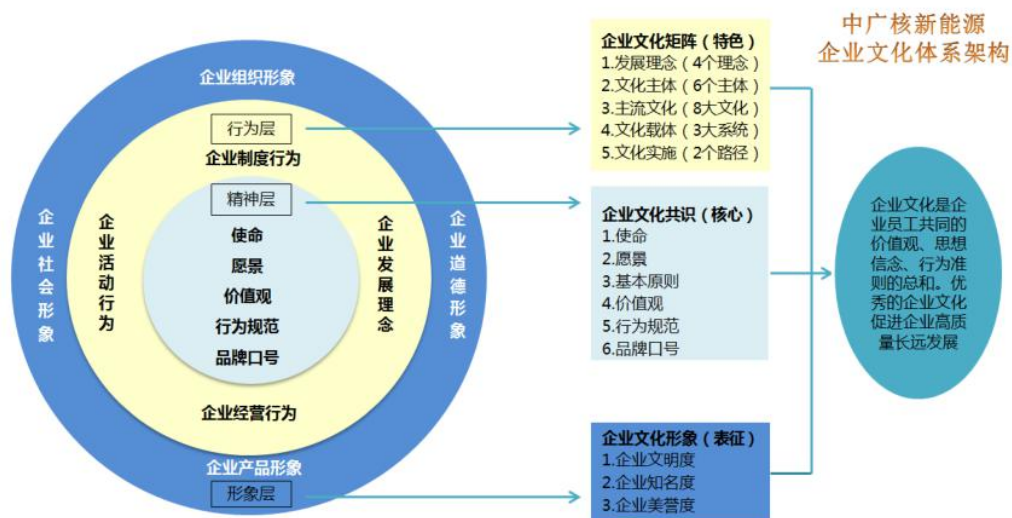 中广核新能源
企业文化体系架构
企业组织形象
行为层
企业制度行为
精神层
使命
愿景
价值观
行为规范
品牌口号
企业社会形象
企业活动行为
企业发展理念
企业道德形象
企业经营行为
企业产品形象
形象层
企业文化矩阵（特色）
1.发展理念（4个理念）
2.文化主体（6个主体）
3.主流文化（8大文化）
4.文化载体（3大系统）
5.文化实施（2个路径）
企业文化共识（核心）
1.使命
2.愿景
3.基本原则
4.价值观
5.行为规范
6.品牌口号
企业文化形象（表征）
1.企业文明度
2.企业知名度
3.企业美誉度
企业文化是企
业员工共同的
价值观、思想
信念、行为准
则的总和。优
秀的企业文化
促进企业高质
量长远发展